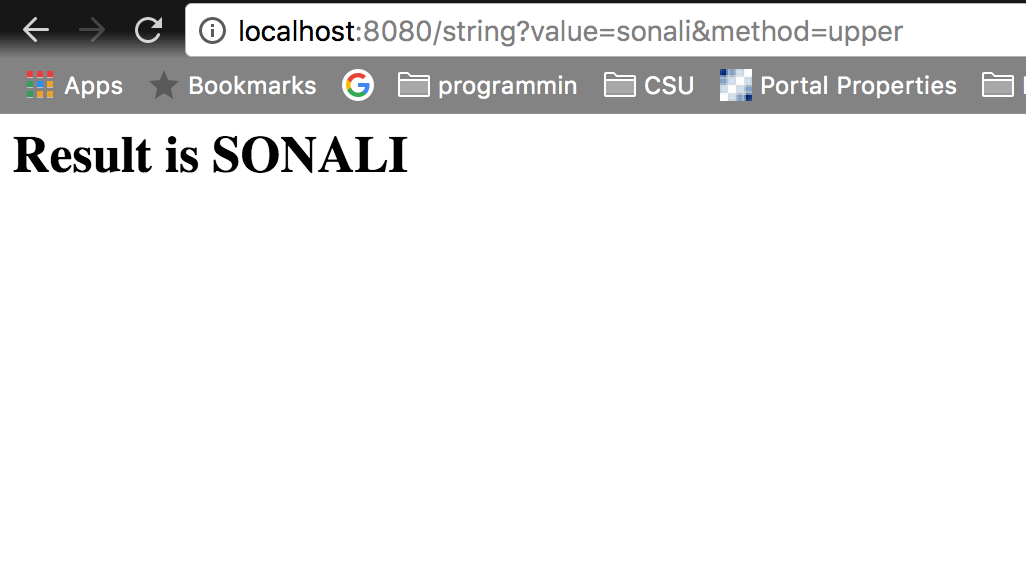 localhost:8080/string?value=sonali&method=upper
Apps Bookmarks programmin CSU Portal Properties
Result is SONALI